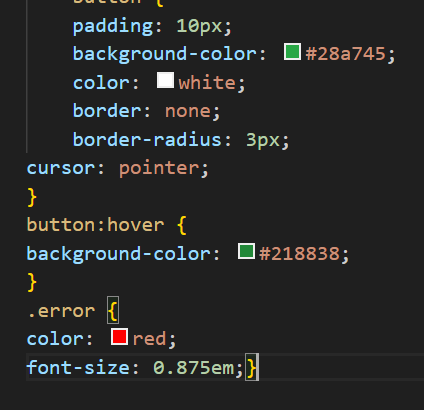 button {
padding: 10px;
background-color: #28a745;
color: white;
border: none;
border-radius: 3px;
cursor: pointer;
}
button:hover {
background-color: #218838;
}
.error {
color: red;
font-size: 0.875em;}